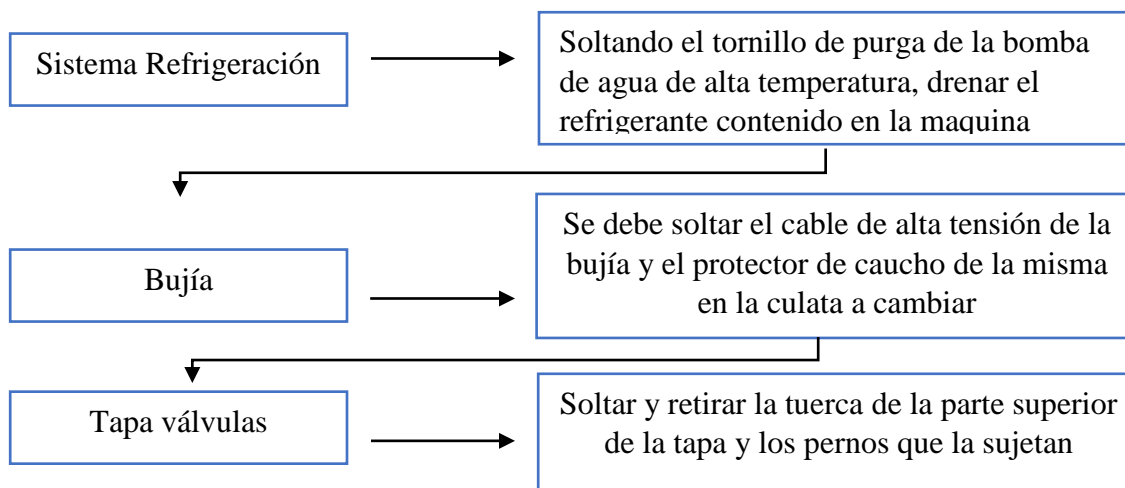 Sistema Refrigeración
Soltando el tornillo de purga de la bomba
de agua de alta temperatura, drenar el
refrigerante contenido en la maquina
Bujía
Se debe soltar el cable de alta tensión de la
bujía y el protector de caucho de la misma
en la culata a cambiar
Tapa válvulas
Soltar y retirar la tuerca de la parte superior
de la tapa y los pernos que la sujetan